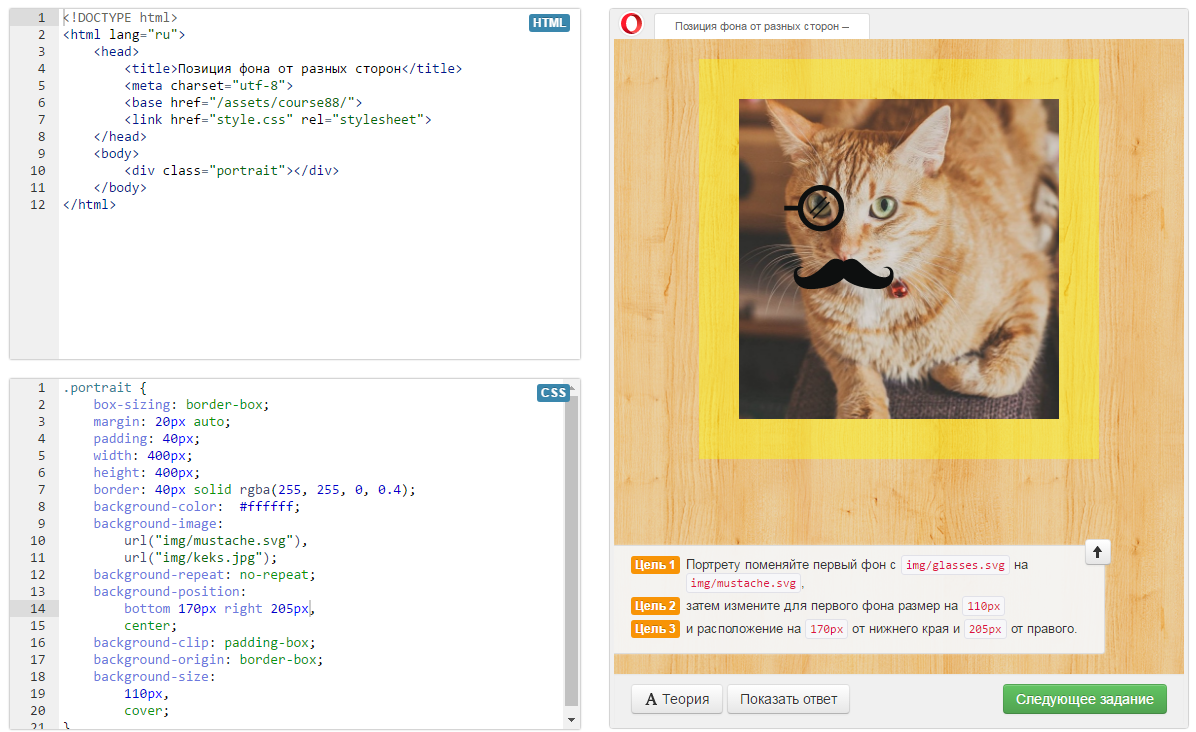 1 <!DOCTYPE html>
HTML
2 <html lang="ru">
3 <head>
4 <title>Позиция фона от разных сторон</title>
5 <meta charset="utf-8">
6 <base href="/assets/course88/">
7 <link href="style.css" rel="stylesheet">
8 </head>
9 <body>
10 <div class="portrait"></div>
11 </body>
12 </html>
1 .portrait {
CSS
2 box-sizing: border-box;
3 margin: 20px auto;
4 padding: 40px;
5 width: 400px;
6 height: 400px;
7 border: 40px solid rgba(255, 255, 0, 0.4);
8 background-color:  #ffffff;
9 background-image:
10 url("img/mustache.svg"),
11 url("img/keks.jpg");
12 background-repeat: no-repeat;
13 background-position:
14 bottom 170px right 205px,
15 center;
16 background-clip: padding-box;
17 background-origin: border-box;
18 background-size:
19 110px,
20 cover;
21 }
Позиция фона от разных сторон —
Цель 1 Портрету поменяйте первый фон с img/glasses.svg на
img/mustache.svg,
Цель 2 затем измените для первого фона размер на 110px
Цель 3 и расположение на 170px от нижнего края и 205px от правого.
A Теория
Показать ответ
Следующее задание